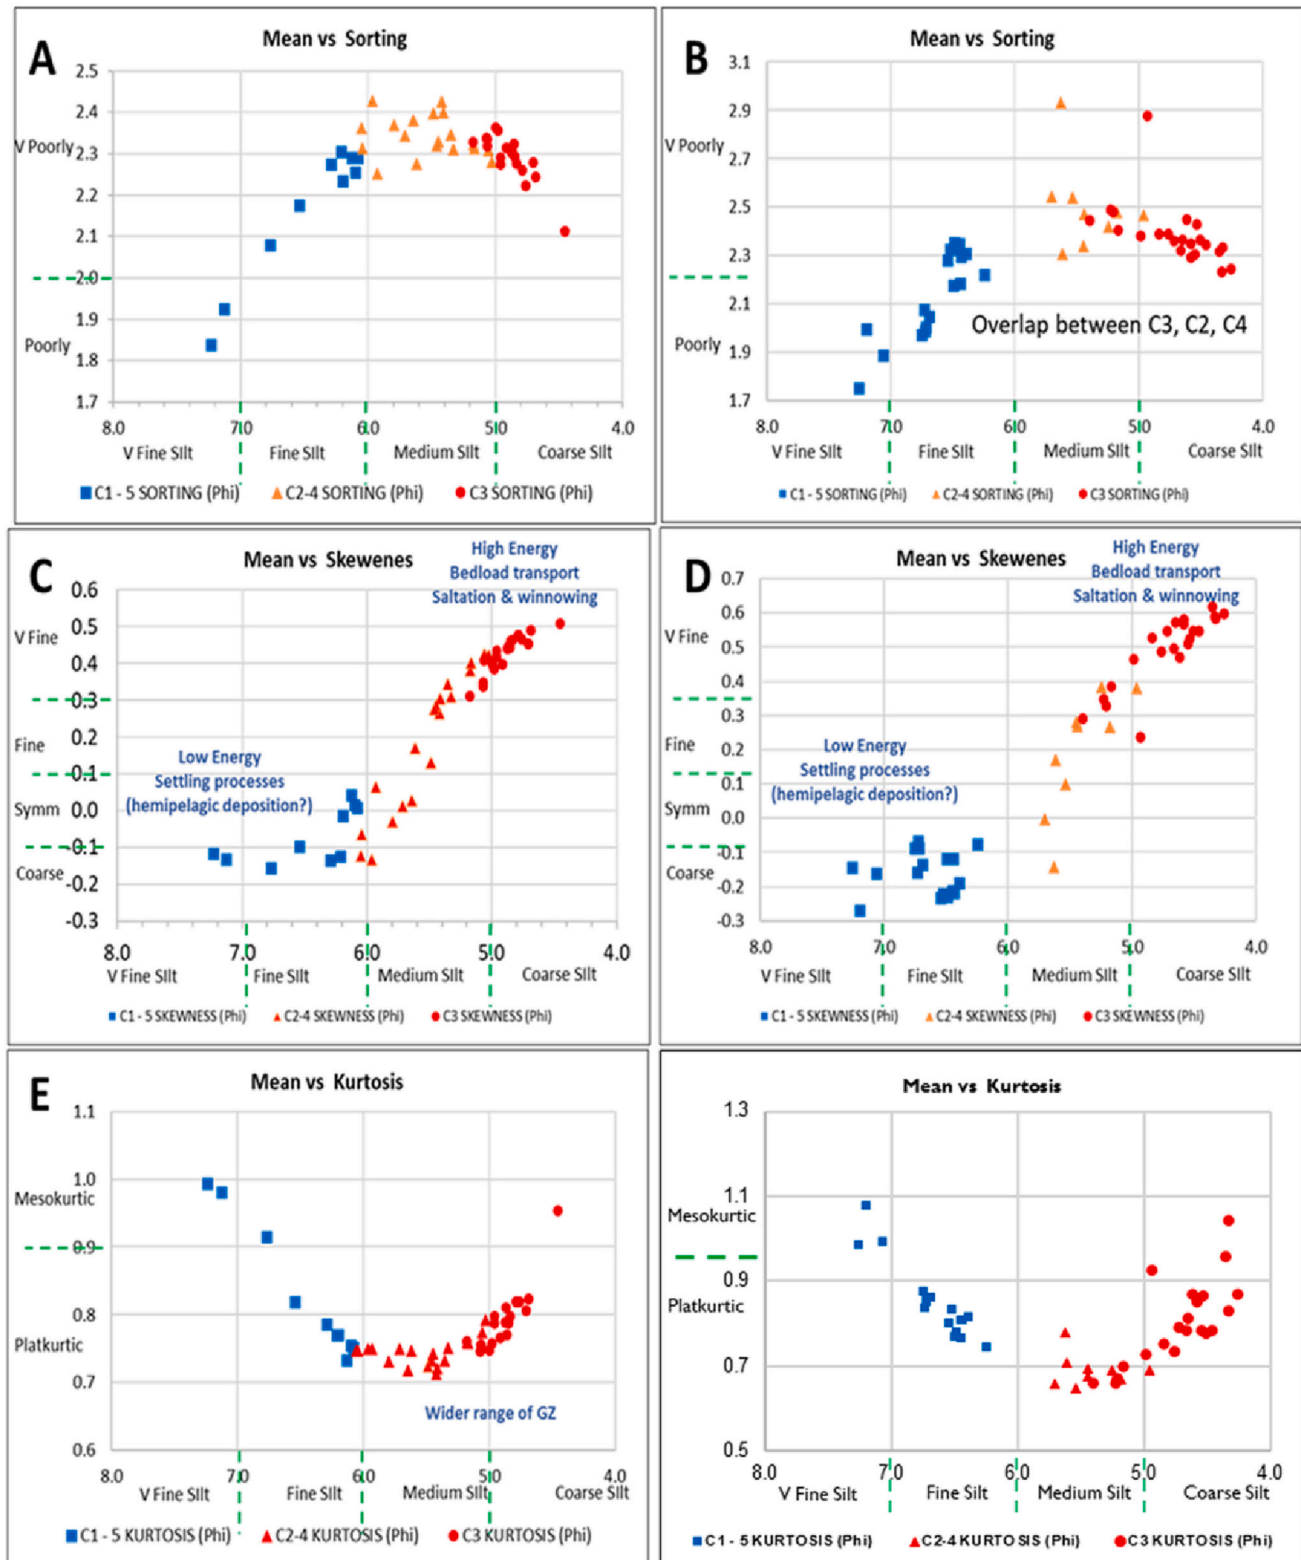 A
Mean vs Sorting
2.5
2.4
V Poorly
2.3
2.2
2.1
2.0
1.9
Poorly
1.8
1.7
8.0 7.0 6.0 5.0 4.0
V Fine SIlt Fine SIlt Medium SIlt Coarse SIlt
C1 - 5 SORTING (Phi) C2-4 SORTING (Phi) C3 SORTING (Phi)
B
Mean vs Sorting
3.1
2.9
V Poorly
2.7
2.5
2.3
2.1
Overlap between C3, C2, C4
Poorly
1.9
1.7
8.0 7.0 6.0 5.0 4.0
V Fine SIlt Fine SIlt Medium SIlt Coarse SIlt
C1 - 5 SORTING (Phi) C2-4 SORTING (Phi) C3 SORTING (Phi)
C
Mean vs Skewenes
High Energy
Bedload transport
Saltation & winnowing
0.6
V Fine
0.5
0.4
0.3
Fine
0.2
Low Energy
Settling processes
(hemipelagic deposition?)
0.1
Symm
0.0
-0.1
Coarse
-0.2
-0.3
8.0 7.0 6.0 5.0 4.0
V Fine SIlt Fine SIlt Medium SIlt Coarse SIlt
C1 - 5 SKEWNESS (Phi) C2-4 SKEWNESS (Phi) C3 SKEWNESS (Phi)
D
Mean vs Skewenes
High Energy
Bedload transport
Saltation & winnowing
0.7
V Fine
0.6
0.5
0.4
0.3
Fine
0.2
Low Energy
Settling processes
(hemipelagic deposition?)
0.1
Symm
0.0
-0.1
Coarse
-0.2
-0.3
8.0 7.0 6.0 5.0 4.0
V Fine SIlt Fine SIlt Medium SIlt Coarse SIlt
C1 - 5 SKEWNESS (Phi) C2-4 SKEWNESS (Phi) C3 SKEWNESS (Phi)
E
Mean vs Kurtosis
1.1
1.0
Mesokurtic
0.9
0.8
Platkurtic
0.7
Wider range of GZ
0.6
8.0 7.0 6.0 5.0 4.0
V Fine SIlt Fine SIlt Medium SIlt Coarse SIlt
C1 - 5 KURTOSIS (Phi) C2-4 KURTOSIS (Phi) C3 KURTOSIS (Phi)
Mean vs Kurtosis
1.3
1.1
Mesokurtic
0.9
Platkurtic
0.7
0.5
8.0 7.0 6.0 5.0 4.0
V Fine Silt Fine Silt Medium Silt Coarse Silt
C1 - 5 KURTOSIS (Phi) C2-4 KURTOSIS (Phi) C3 KURTOSIS (Phi)